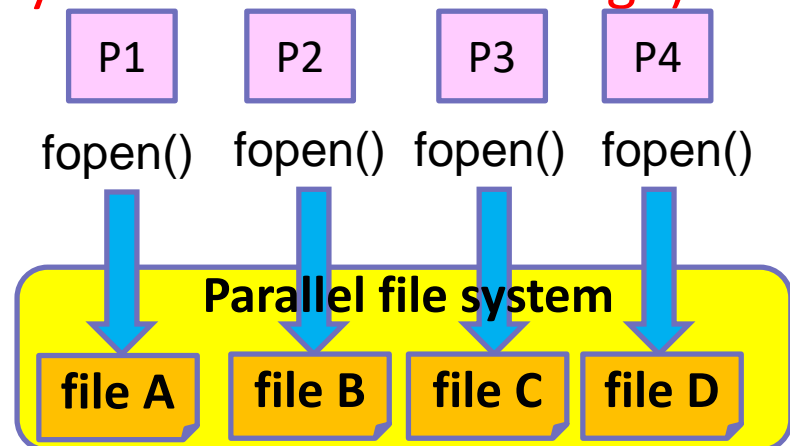 P1 P2 P3 P4
fopen() fopen() fopen() fopen()
Parallel file system
file A file B file C file D